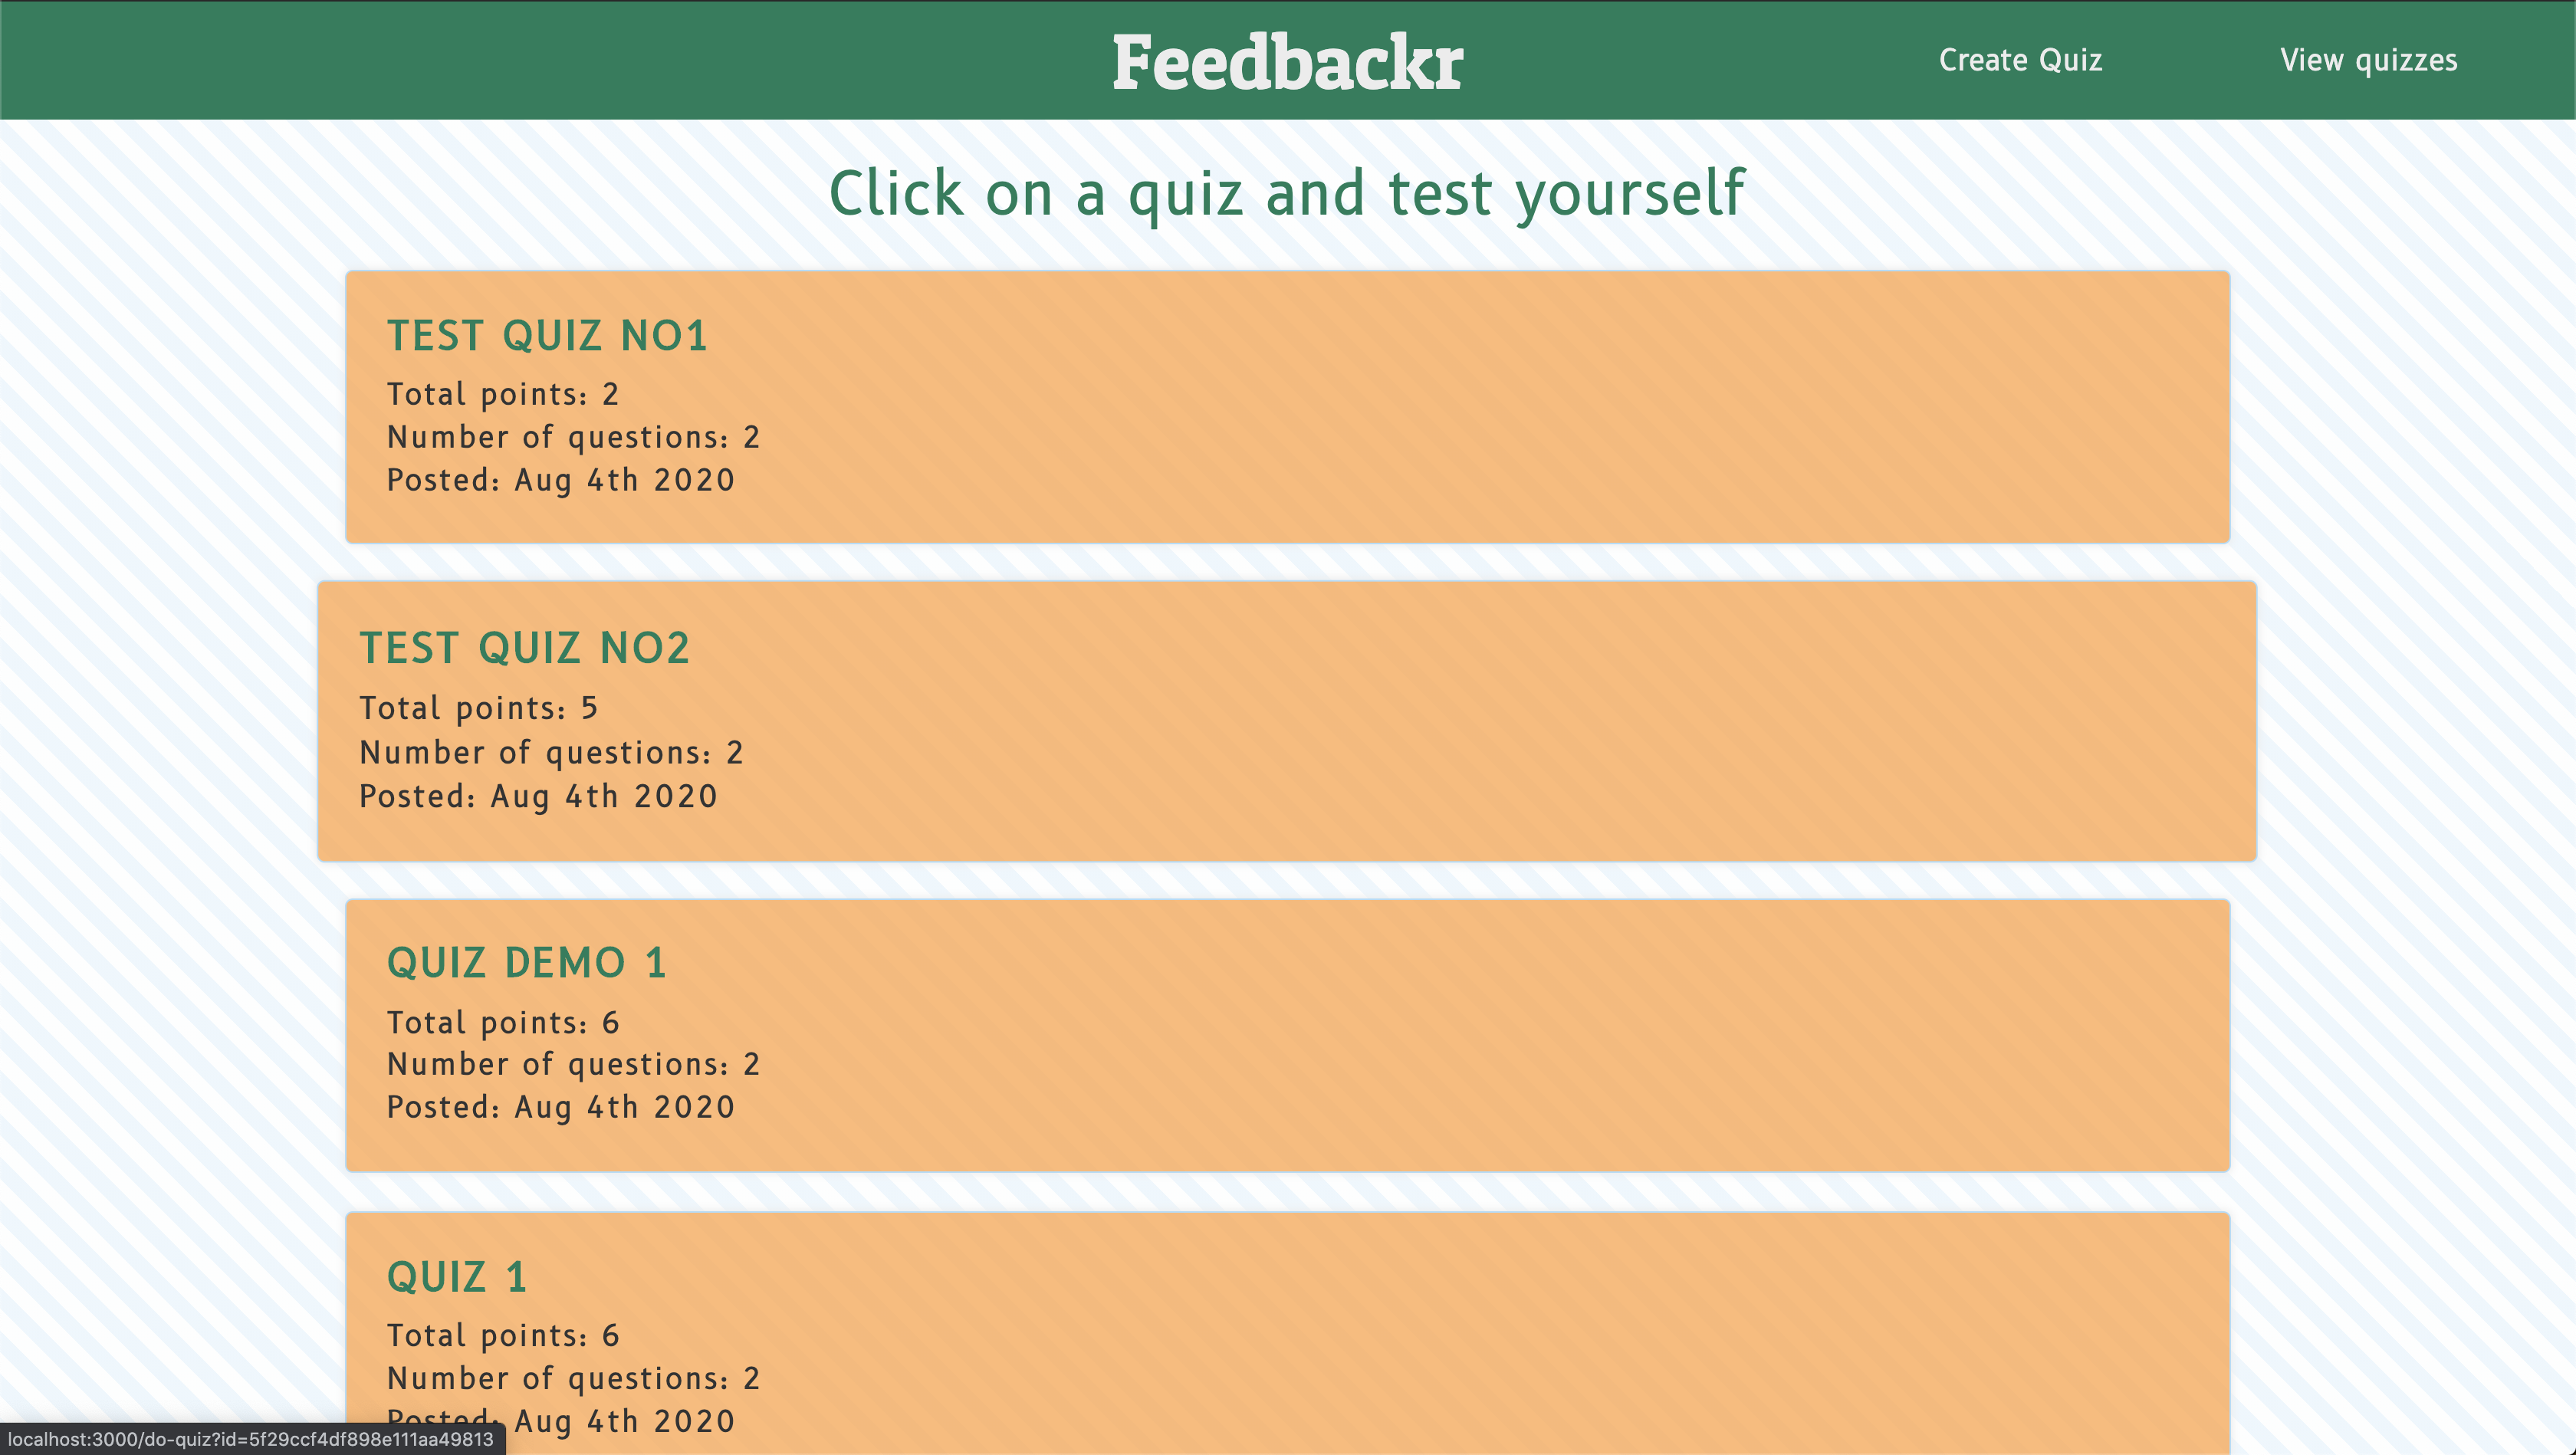 Feedbackr
Create Quiz
View quizzes
Click on a quiz and test yourself
TEST QUIZ NO1
Total points: 2
Number of questions: 2
Posted: Aug 4th 2020
TEST QUIZ NO2
Total points: 5
Number of questions: 2
Posted: Aug 4th 2020
QUIZ DEMO 1
Total points: 6
Number of questions: 2
Posted: Aug 4th 2020
QUIZ 1
Total points: 6
Number of questions: 2
Posted: Aug 4th 2020
localhost:3000/do-quiz?id=5f29ccf4df898e111aa49813